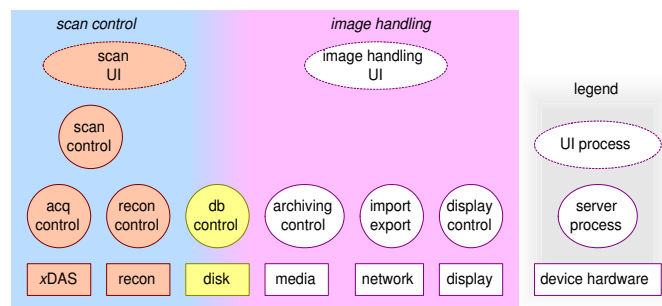 scan control
image handling
scan
UI
image handling
UI
legend
scan
control
UI process
acq
control
recon
control
db
control
archiving
control
import
export
display
control
server
process
xDAS
recon
disk
media
network
display
device hardware